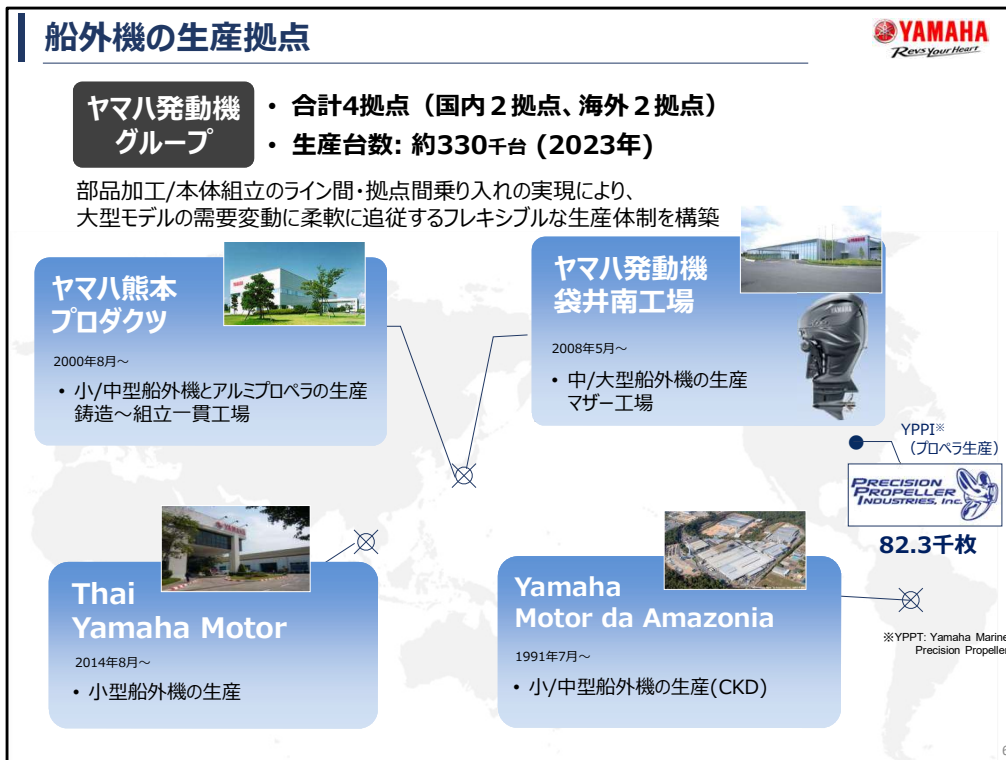 船外機の生産拠点
YAMAHA
Revs Your Heart
ヤマハ発動機
グループ
• 合計4拠点（国内２拠点、海外２拠点）
• 生産台数: 約330千台 (2023年)
部品加工/本体組立のライン間・拠点間乗り入れの実現により、
大型モデルの需要変動に柔軟に追従するフレキシブルな生産体制を構築
ヤマハ熊本
プロダクツ
2000年8月～
• 小/中型船外機とアルミプロペラの生産
鋳造～組立一貫工場
ヤマハ発動機
袋井南工場
2008年5月～
• 中/大型船外機の生産
マザー工場
YAMAHA
YPPI※
（プロペラ生産）
PRECISION
PROPELLER
INDUSTRIES, Inc.
82.3千枚
Thai
Yamaha Motor
2014年8月～
• 小型船外機の生産
YAMAHA
Yamaha
Motor da Amazonia
1991年7月～
• 小/中型船外機の生産(CKD)
※YPPT: Yamaha Marine
Precision Propeller
6